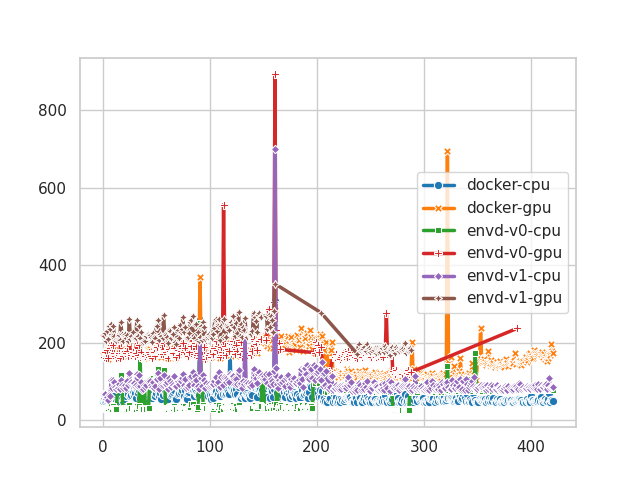 800
600
400
200
0
0 100 200 300 400
docker-cpu
docker-gpu
envd-v0-cpu
envd-v0-gpu
envd-v1-cpu
envd-v1-gpu